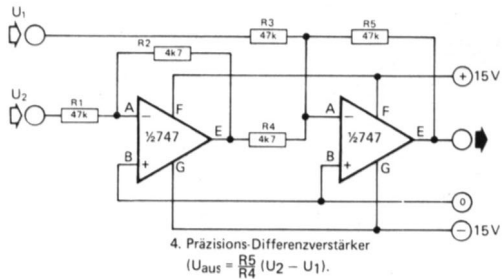 U1
U2
R1
47k
R2
4k7
R3
47k
R5
47k
R4
4k7
A
−
F
½747
E
B
+
G
A
−
F
½747
E
B
+
G
+ 15V
0
− 15V
4. Präzisions-Differenzverstärker
(Uaus = R5/R4 (U2 − U1).